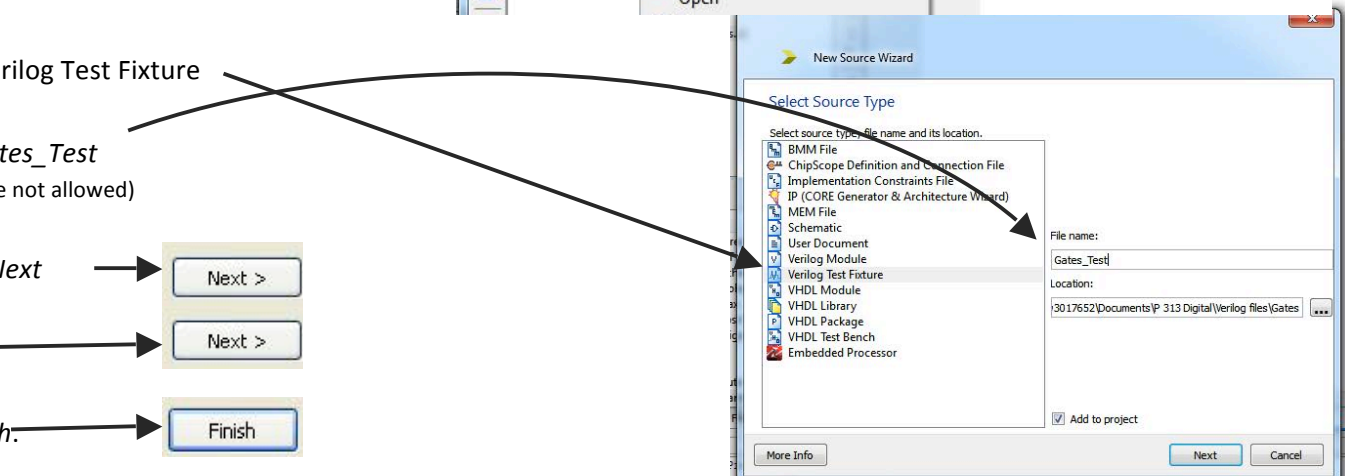 Open
rilog Test Fixture
tes_Test
e not allowed)
Next
Next >
Next >
h.
Finish
New Source Wizard
Select Source Type
Select source type, file name and its location.
BMM File
ChipScope Definition and Connection File
Implementation Constraints File
IP (CORE Generator & Architecture Wizard)
MEM File
Schematic
User Document
Verilog Module
Verilog Test Fixture
VHDL Module
VHDL Library
VHDL Package
VHDL Test Bench
Embedded Processor
File name:
Gates_Test
Location:
3017652\Documents\P 313 Digital\Verilog files\Gates
...
Add to project
More Info
Next
Cancel